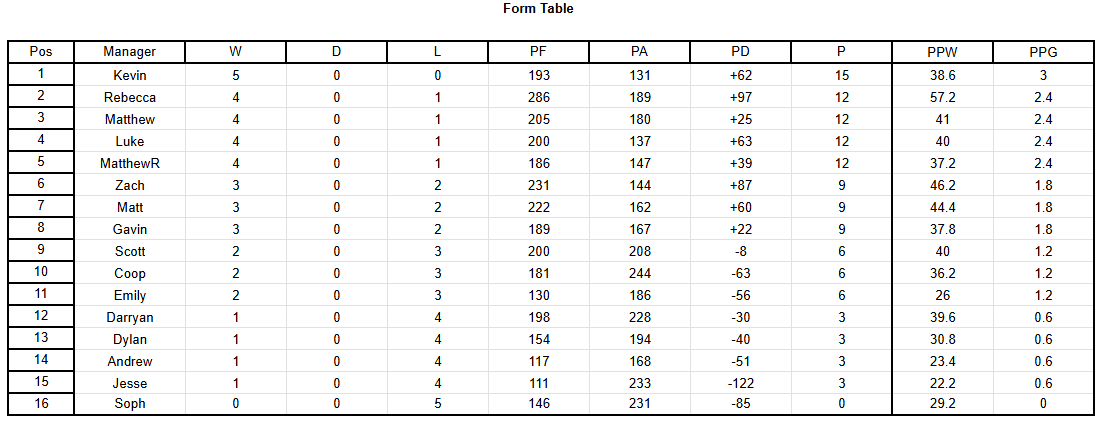 Form Table
Pos Manager W D L PF PA PD P PPW PPG
1 Kevin 5 0 0 193 131 +62 15 38.6 3
2 Rebecca 4 0 1 286 189 +97 12 57.2 2.4
3 Matthew 4 0 1 205 180 +25 12 41 2.4
4 Luke 4 0 1 200 137 +63 12 40 2.4
5 MatthewR 4 0 1 186 147 +39 12 37.2 2.4
6 Zach 3 0 2 231 144 +87 9 46.2 1.8
7 Matt 3 0 2 222 162 +60 9 44.4 1.8
8 Gavin 3 0 2 189 167 +22 9 37.8 1.8
9 Scott 2 0 3 200 208 -8 6 40 1.2
10 Coop 2 0 3 181 244 -63 6 36.2 1.2
11 Emily 2 0 3 130 186 -56 6 26 1.2
12 Darryan 1 0 4 198 228 -30 3 39.6 0.6
13 Dylan 1 0 4 154 194 -40 3 30.8 0.6
14 Andrew 1 0 4 117 168 -51 3 23.4 0.6
15 Jesse 1 0 4 111 233 -122 3 22.2 0.6
16 Soph 0 0 5 146 231 -85 0 29.2 0